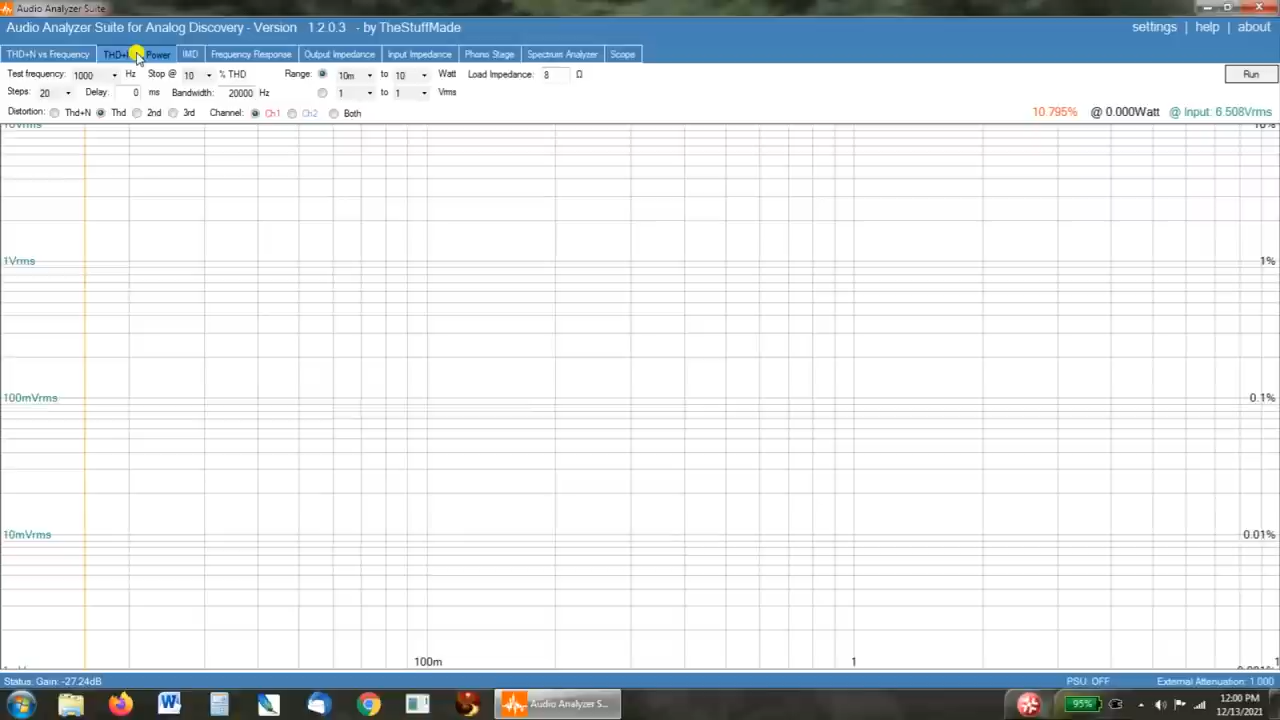 Audio Analyzer Suite
Audio Analyzer Suite for Analog Discovery - Version 1.2.0.3 - by TheStuffMade
settings | help | about
THD+N vs Frequency Power IMD Frequency Response Output Impedance Input Impedance Phono Stage Spectrum Analyzer Scope
Test frequency: 1000 Hz Stop @ 10 % THD Range: 10m to 10 Watt Load Impedance: 8 Ω Run
Steps: 20 Delay: 0 ms Bandwidth: 20000 Hz 1 to 1 Vrms
Distortion: Thd+N Thd 2nd 3rd Channel: Ch1 Ch2 Both 10.795% @ 0.000Watt @ Input: 6.508Vrms
10Vrms 10%
1Vrms 1%
100mVrms 0.1%
10mVrms 0.01%
100m 1
Status: Gain: -27.24dB PSU: OFF External Attenuation: 1.000
Audio Analyzer S... 95% 12:00 PM
12/13/2021